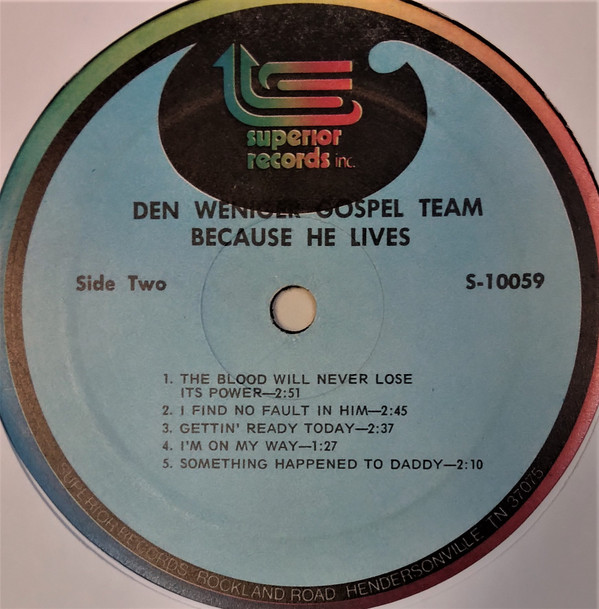 superior
records inc.
DEN WENIGER GOSPEL TEAM
BECAUSE HE LIVES
Side Two
S-10059
1. THE BLOOD WILL NEVER LOSE
ITS POWER—2:51
2. I FIND NO FAULT IN HIM—2:45
3. GETTIN' READY TODAY—2:37
4. I'M ON MY WAY—1:27
5. SOMETHING HAPPENED TO DADDY—2:10
SUPERIOR RECORDS, ROCKLAND ROAD HENDERSONVILLE, TN 37075